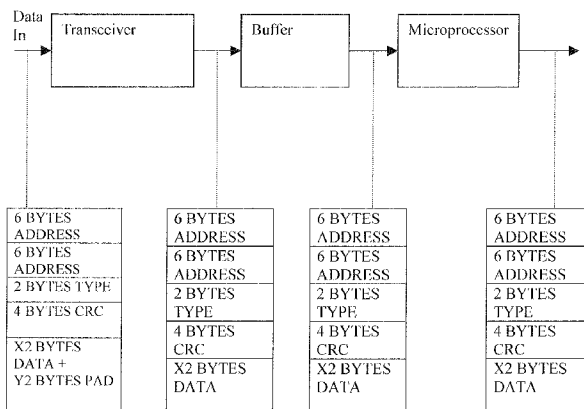 Data
In
Transceiver
Buffer
Microprocessor
6 BYTES
ADDRESS
6 BYTES
ADDRESS
2 BYTES TYPE
4 BYTES CRC
X2 BYTES
DATA +
Y2 BYTES PAD
6 BYTES
ADDRESS
6 BYTES
ADDRESS
2 BYTES
TYPE
4 BYTES
CRC
X2 BYTES
DATA
6 BYTES
ADDRESS
6 BYTES
ADDRESS
2 BYTES
TYPE
4 BYTES
CRC
X2 BYTES
DATA
6 BYTES
ADDRESS
6 BYTES
ADDRESS
2 BYTES
TYPE
4 BYTES
CRC
X2 BYTES
DATA